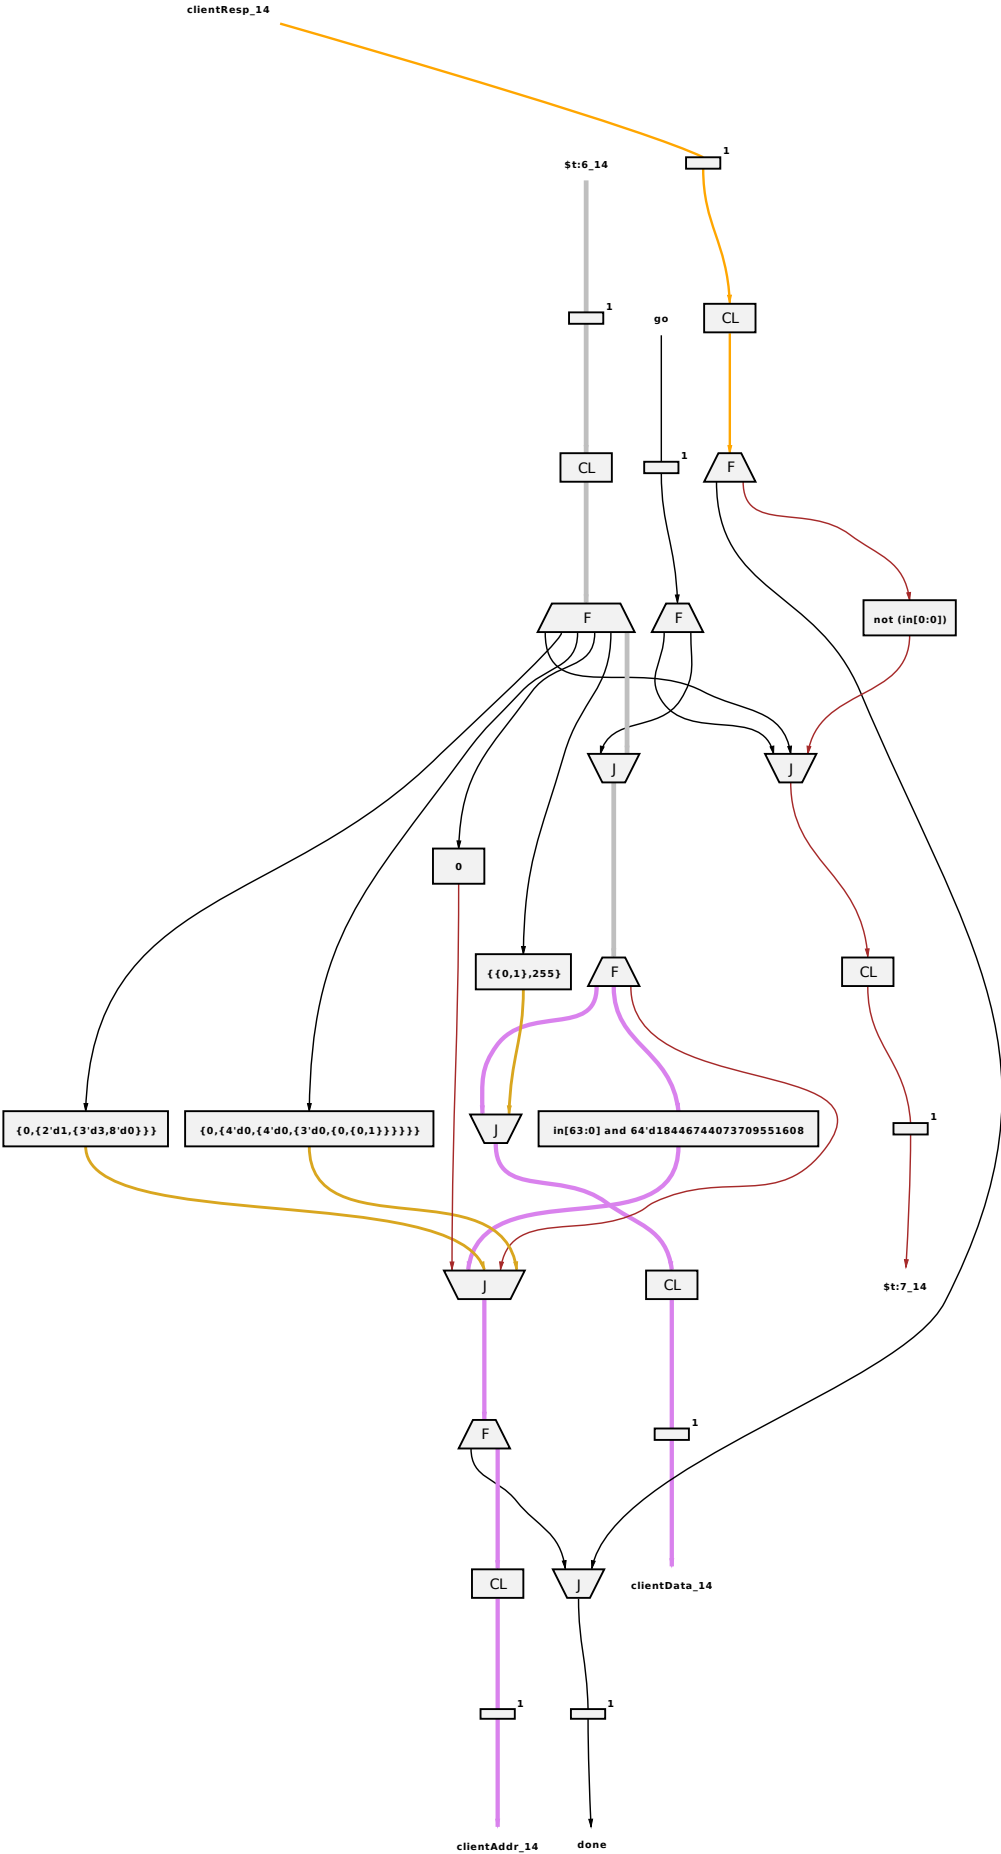 clientResp_14
1
$t:6_14
1
go
CL
CL
1
F
F
F
not (in[0:0])
J
J
0
{{0,1},255}
F
CL
{0,{2'd1,{3'd3,8'd0}}}
{0,{4'd0,{4'd0,{3'd0,{0,{0,1}}}}}}
J
in[63:0] and 64'd18446744073709551608
1
J
CL
$t:7_14
F
1
CL
J
clientData_14
1
1
clientAddr_14
done